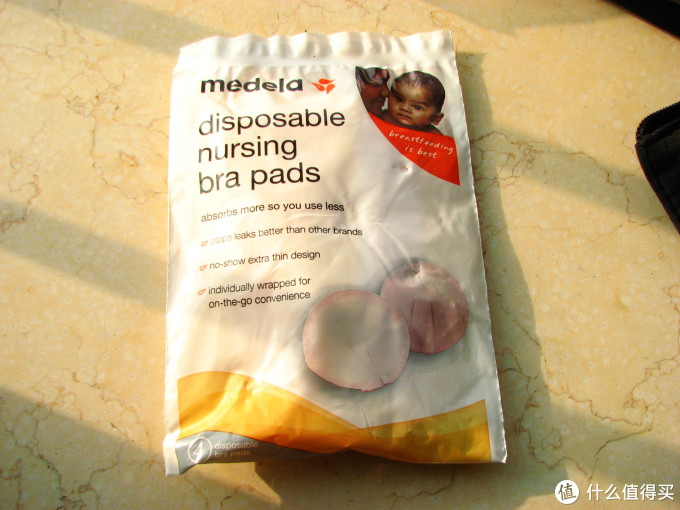 medela
disposable
nursing
bra pads
absorbs more so you use less
stops leaks better than other brands
no-show extra thin design
individually wrapped for
on-the-go convenience
breastfeeding
is best
4 disposable
bra pads
值 什么值得买